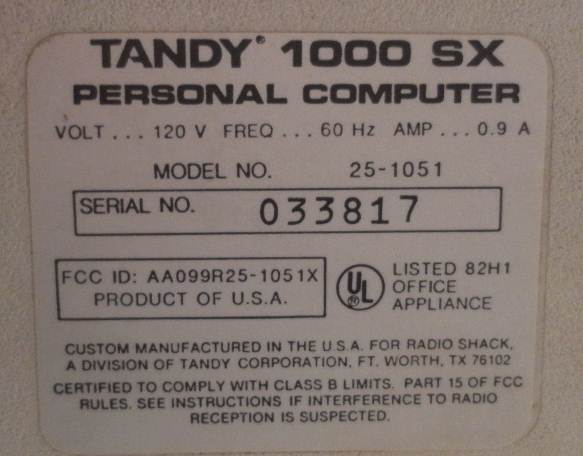 TANDY® 1000 SX
PERSONAL COMPUTER
VOLT ... 120 V FREQ ... 60 Hz AMP ... 0.9 A
MODEL NO. 25-1051
SERIAL NO. 033817
FCC ID: AA099R25-1051X
PRODUCT OF U.S.A.
UL®
LISTED 82H1
OFFICE
APPLIANCE
CUSTOM MANUFACTURED IN THE U.S.A. FOR RADIO SHACK,
A DIVISION OF TANDY CORPORATION, FT. WORTH, TX 76102
CERTIFIED TO COMPLY WITH CLASS B LIMITS. PART 15 OF FCC
RULES. SEE INSTRUCTIONS IF INTERFERENCE TO RADIO
RECEPTION IS SUSPECTED.